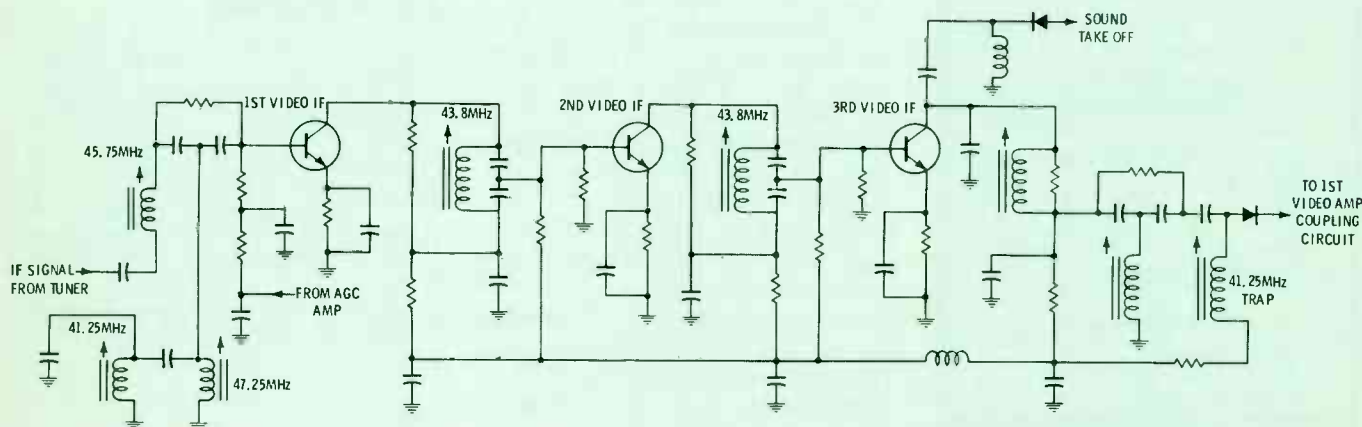 SOUND
TAKE OFF
1ST VIDEO IF
2ND VIDEO IF
3RD VIDEO IF
43.8MHz
43.8MHz
45.75MHz
TO 1ST
VIDEO AMP
COUPLING
CIRCUIT
IF SIGNAL
FROM TUNER
FROM AGC
AMP
41.25MHz
TRAP
41.25MHz
47.25MHz